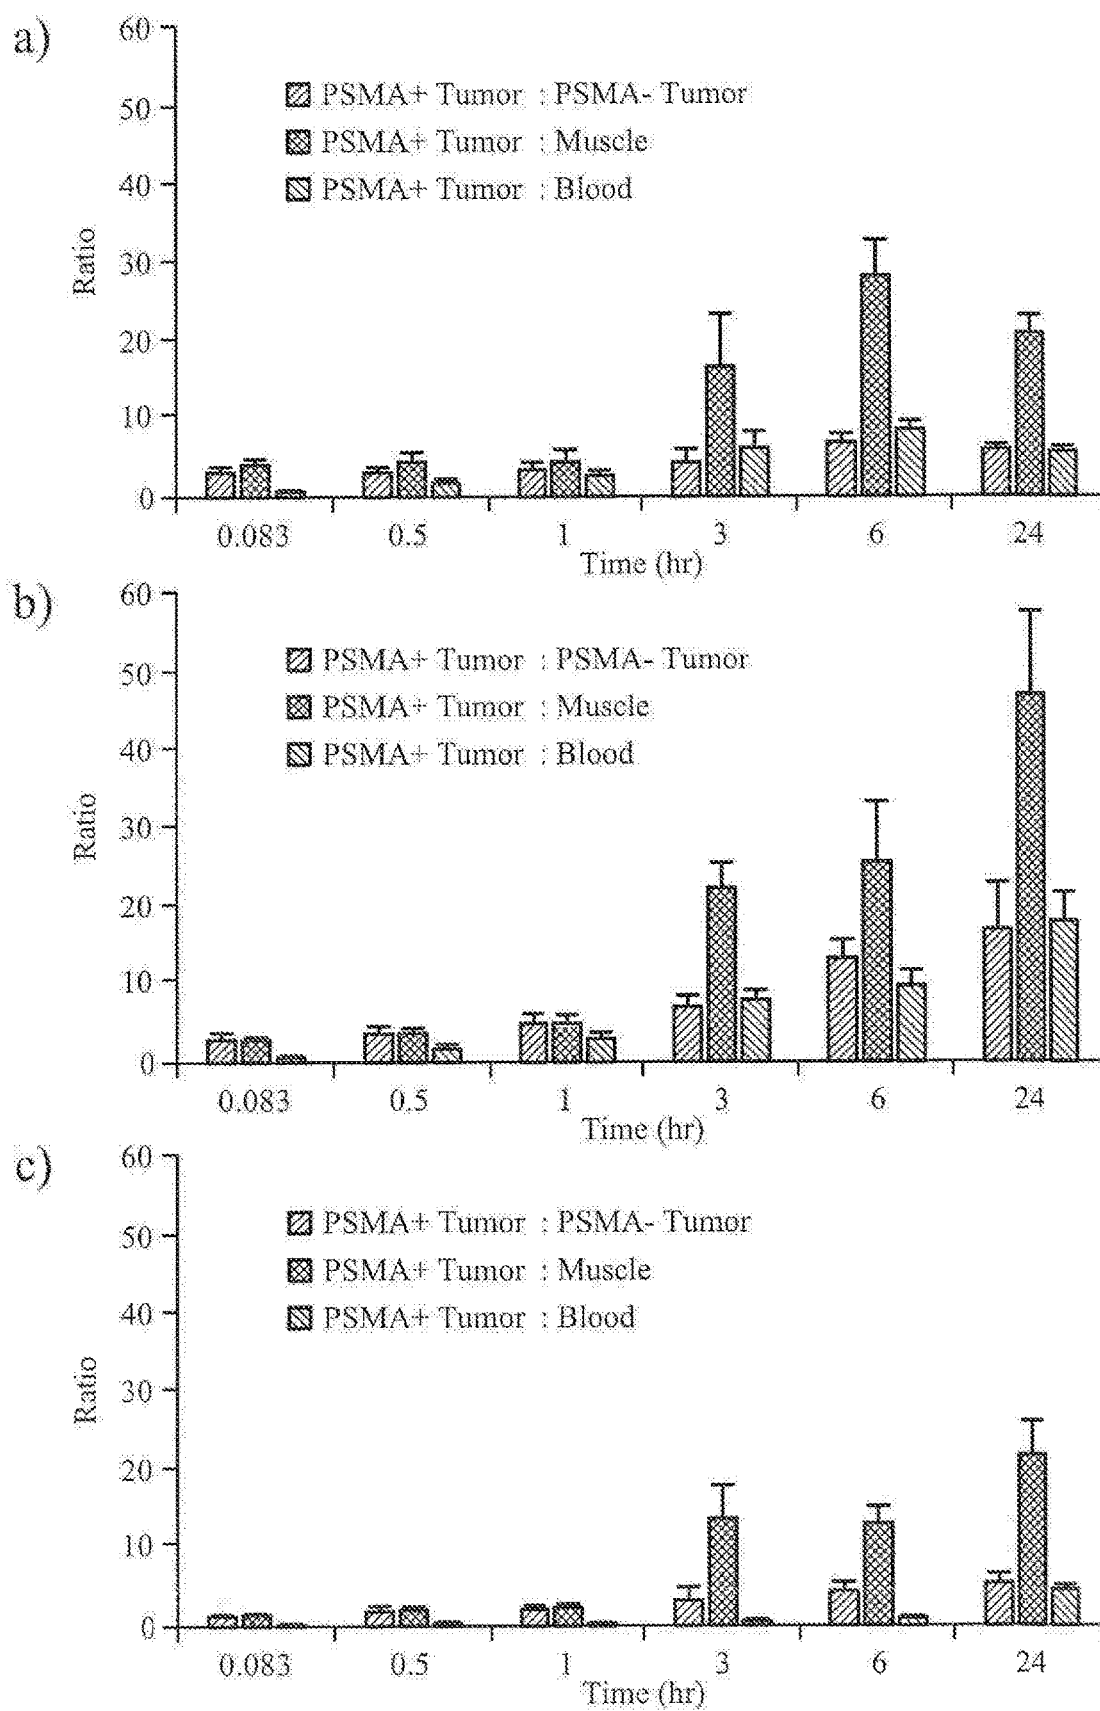 a)
60
50
40
30
20
10
0
Ratio
PSMA+ Tumor : PSMA- Tumor
PSMA+ Tumor : Muscle
PSMA+ Tumor : Blood
0.083 0.5 1 3 6 24
Time (hr)
b)
60
50
40
30
20
10
0
Ratio
PSMA+ Tumor : PSMA- Tumor
PSMA+ Tumor : Muscle
PSMA+ Tumor : Blood
0.083 0.5 1 3 6 24
Time (hr)
c)
60
50
40
30
20
10
0
Ratio
PSMA+ Tumor : PSMA- Tumor
PSMA+ Tumor : Muscle
PSMA+ Tumor : Blood
0.083 0.5 1 3 6 24
Time (hr)